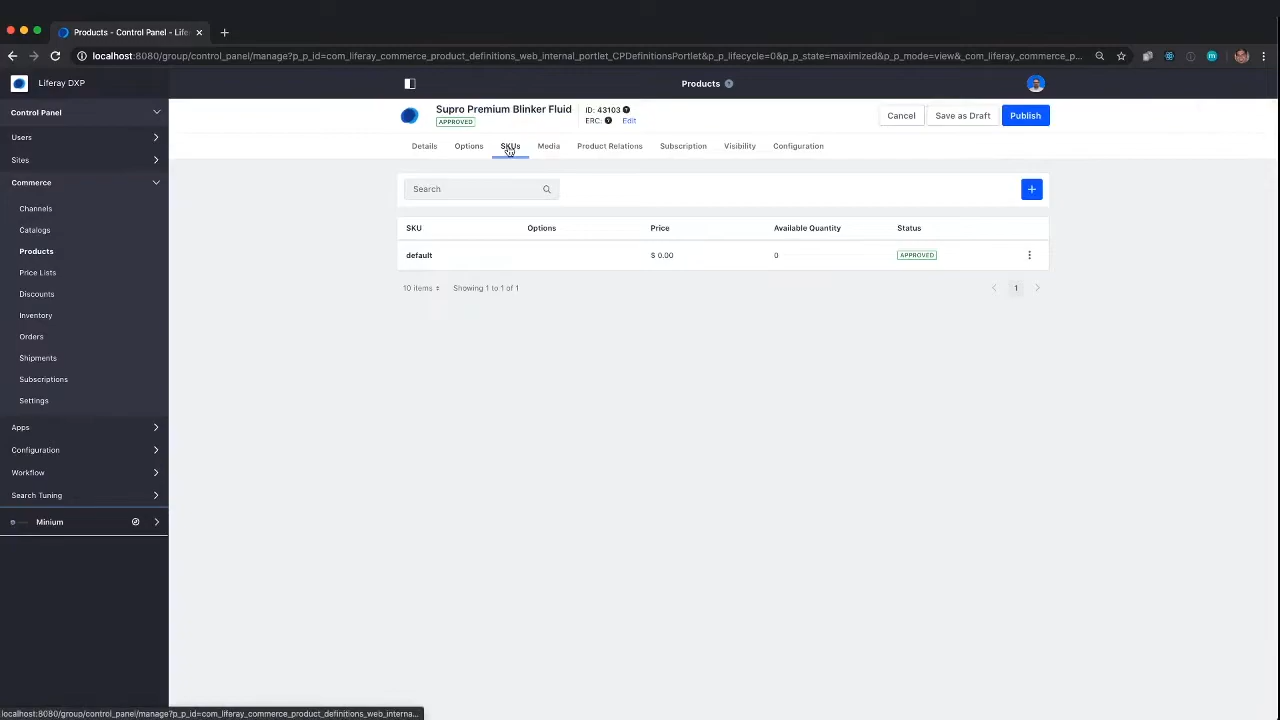 Products - Control Panel - Life
localhost:8080/group/control_panel/manage?p_p_id=com_liferay_commerce_product_definitions_web_internal_portlet_CPDefinitionsPortlet&p_p_lifecycle=0&p_p_state=maximized&p_p_mode=view&_com_liferay_commerce_p...
Liferay DXP
Products
Control Panel
Users
Sites
Commerce
Channels
Catalogs
Products
Price Lists
Discounts
Inventory
Orders
Shipments
Subscriptions
Settings
Apps
Configuration
Workflow
Search Tuning
Minium
Supro Premium Blinker Fluid
APPROVED
ID: 43103
ERC: Edit
Cancel
Save as Draft
Publish
Details
Options
SKUs
Media
Product Relations
Subscription
Visibility
Configuration
Search
SKU Options Price Available Quantity Status
default $ 0.00 0 APPROVED
10 items Showing 1 to 1 of 1
1
localhost:8080/group/control_panel/manage?p_p_id=com_liferay_commerce_product_definitions_web_interna...